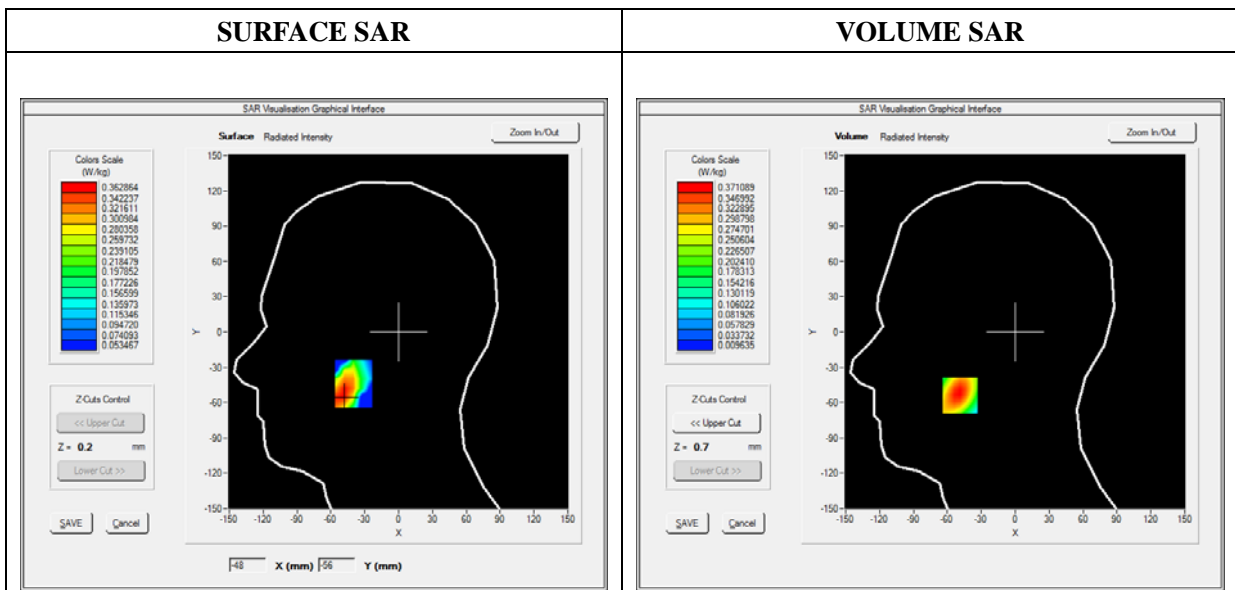 SURFACE SAR
SAR Visualisation Graphical Interface
Surface Radiated Intensity
Zoom In/Out
Colors Scale
(W/kg)
0.362864
0.342237
0.321611
0.300984
0.280358
0.259732
0.239105
0.218479
0.197852
0.177226
0.156599
0.135973
0.115346
0.094720
0.074093
0.053467
Z-Cuts Control
<< Upper Cut
Z = 0.2 mm
Lower Cut >>
SAVE Cancel
150
120
90
60
30
0
-30
-60
-90
-120
-150
Y
-150 -120 -90 -60 -30 0 30 60 90 120 150
X
-48 X (mm) -56 Y (mm)
VOLUME SAR
SAR Visualisation Graphical Interface
Volume Radiated Intensity
Zoom In/Out
Colors Scale
(W/kg)
0.371089
0.346992
0.322895
0.298798
0.274701
0.250604
0.226507
0.202410
0.178313
0.154216
0.130119
0.106022
0.081926
0.057829
0.033732
0.009635
Z-Cuts Control
<< Upper Cut
Z = 0.7 mm
Lower Cut >>
SAVE Cancel
150
120
90
60
30
0
-30
-60
-90
-120
-150
Y
-150 -120 -90 -60 -30 0 30 60 90 120 150
X